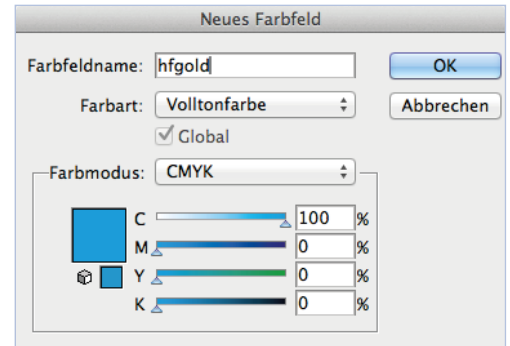 Neues Farbfeld
Farbfeldname: hfgold OK
Farbart: Volltonfarbe Abbrechen
Global
Farbmodus: CMYK
C 100 %
M 0 %
Y 0 %
K 0 %